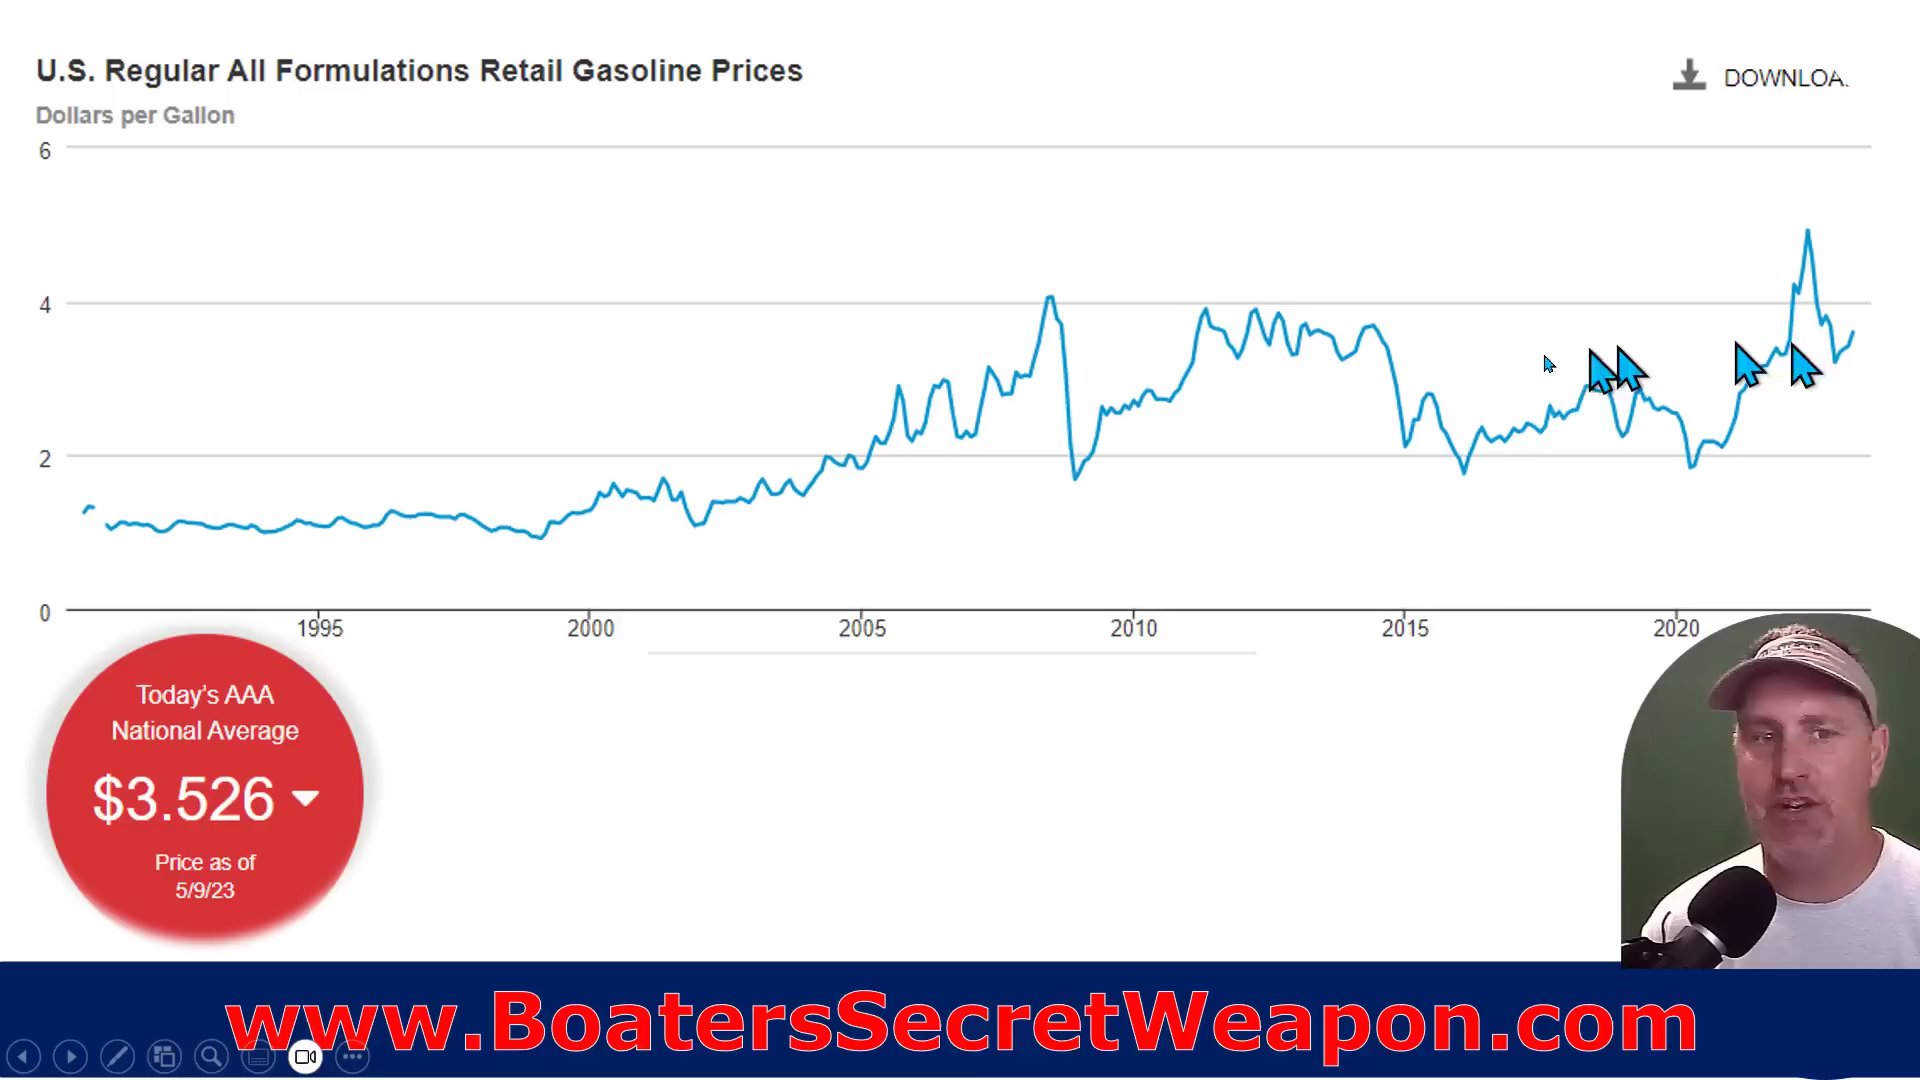 U.S. Regular All Formulations Retail Gasoline Prices
DOWNLOA
Dollars per Gallon
6
4
2
0
1995
2000
2005
2010
2015
2020
Today's AAA
National Average
$3.526
Price as of
5/9/23
www.BoatersSecretWeapon.com